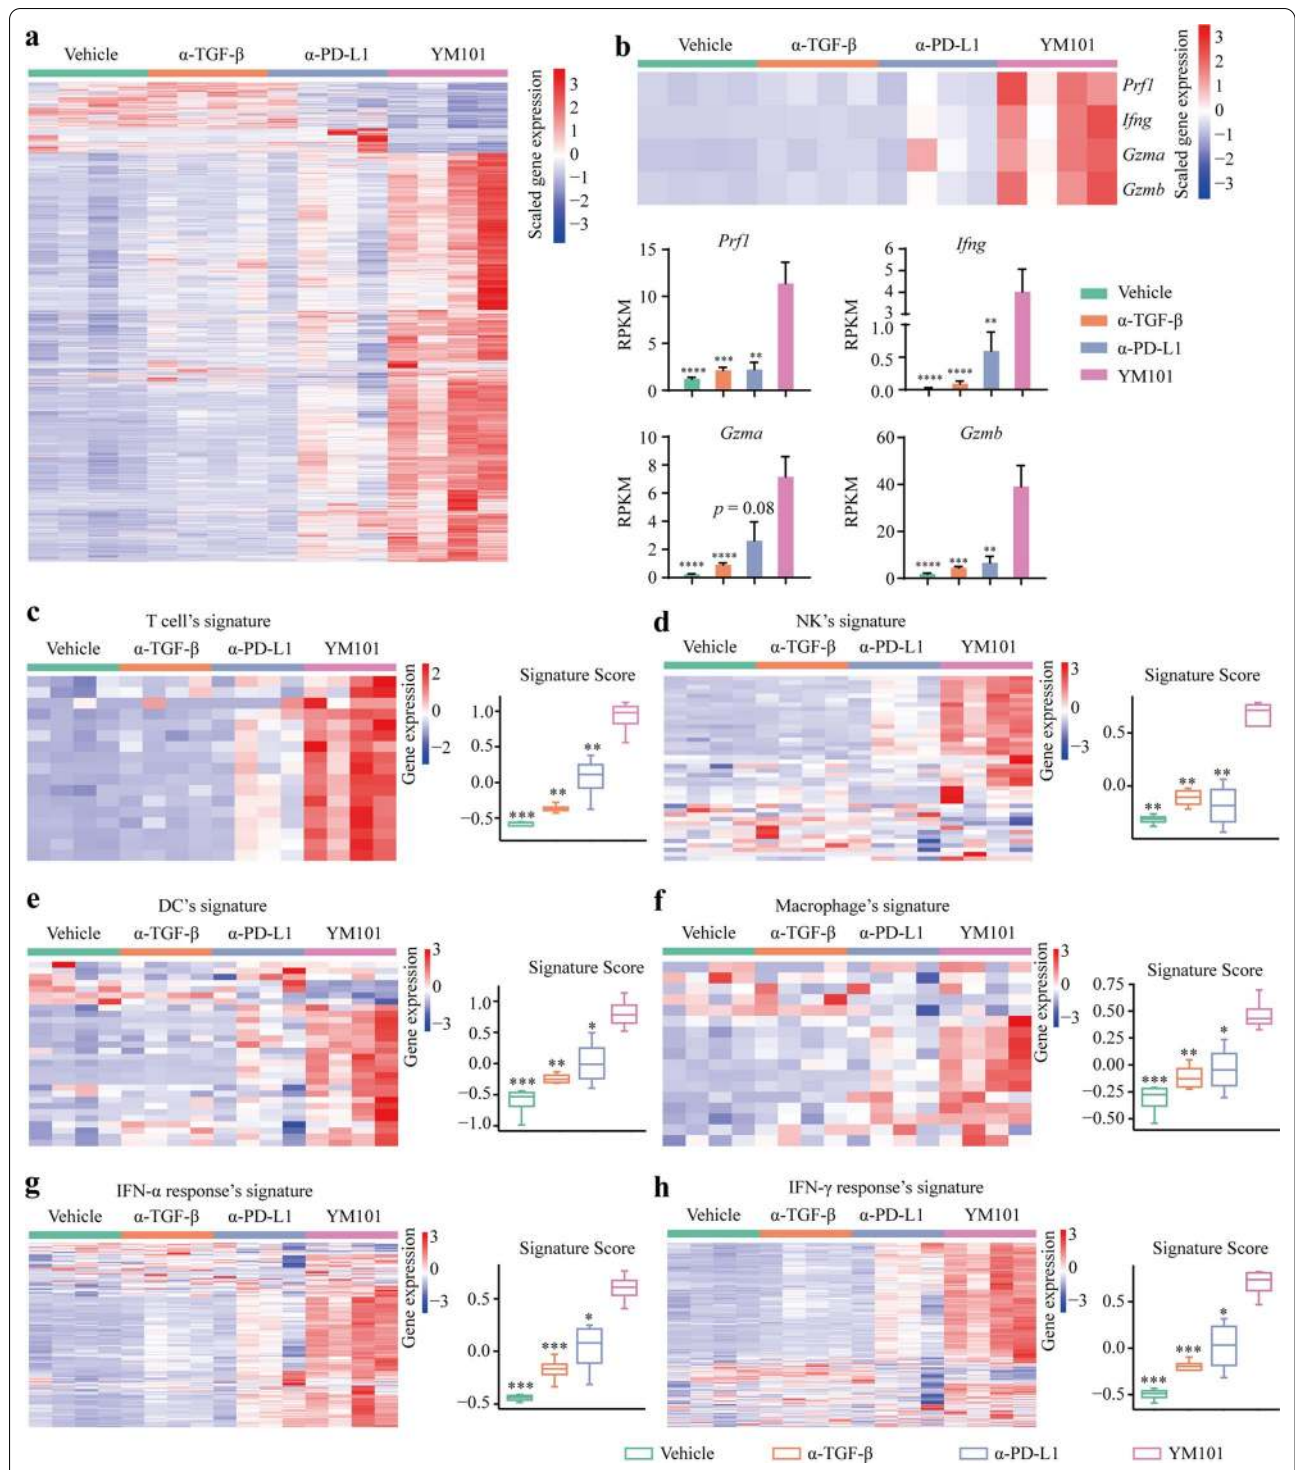 a
Vehicle α-TGF-β α-PD-L1 YM101
Scaled gene expression
3
2
1
0
−1
−2
−3
b
Vehicle α-TGF-β α-PD-L1 YM101
Prf1
Ifng
Gzma
Gzmb
Scaled gene expression
3
2
1
0
−1
−2
−3
Prf1
RPKM
15
10
5
0
**** *** **
Ifng
RPKM
6
5
4
3
1.0
0.5
0.0
**** **** **
Vehicle
α-TGF-β
α-PD-L1
YM101
Gzma
RPKM
10
8
6
4
2
0
**** **** p = 0.08
Gzmb
RPKM
60
40
20
0
**** *** **
c
T cell’s signature
Vehicle α-TGF-β α-PD-L1 YM101
Gene expression
2
0
−2
Signature Score
1.0
0.5
0.0
−0.5
*** ** **
d
NK’s signature
Vehicle α-TGF-β α-PD-L1 YM101
Gene expression
3
0
−3
Signature Score
0.5
0.0
** ** **
e
DC’s signature
Vehicle α-TGF-β α-PD-L1 YM101
Gene expression
3
0
−3
Signature Score
1.0
0.5
0.0
−0.5
−1.0
*** ** *
f
Macrophage’s signature
Vehicle α-TGF-β α-PD-L1 YM101
Gene expression
3
0
−3
Signature Score
0.75
0.50
0.25
0.00
−0.25
−0.50
*** ** *
g
IFN-α response’s signature
Vehicle α-TGF-β α-PD-L1 YM101
Gene expression
3
0
−3
Signature Score
0.5
0.0
−0.5
*** *** *
h
IFN-γ response’s signature
Vehicle α-TGF-β α-PD-L1 YM101
Gene expression
3
0
−3
Signature Score
0.5
0.0
−0.5
*** *** *
Vehicle α-TGF-β α-PD-L1 YM101